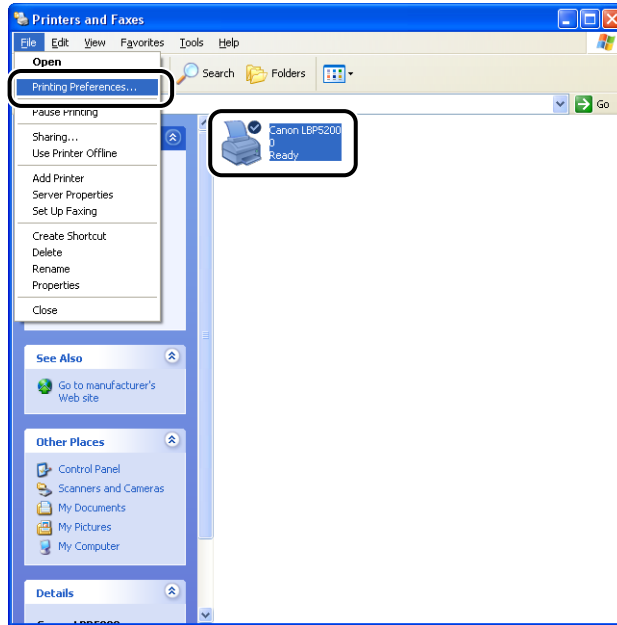 Printers and Faxes
File Edit View Favorites Tools Help
Open
Printing Preferences...
Pause Printing
Sharing...
Use Printer Offline
Add Printer
Server Properties
Set Up Faxing
Create Shortcut
Delete
Rename
Properties
Close
Search Folders
Go
Canon LBP5200
0
Ready
See Also
Go to manufacturer's
Web site
Other Places
Control Panel
Scanners and Cameras
My Documents
My Pictures
My Computer
Details
Canon LBP5200